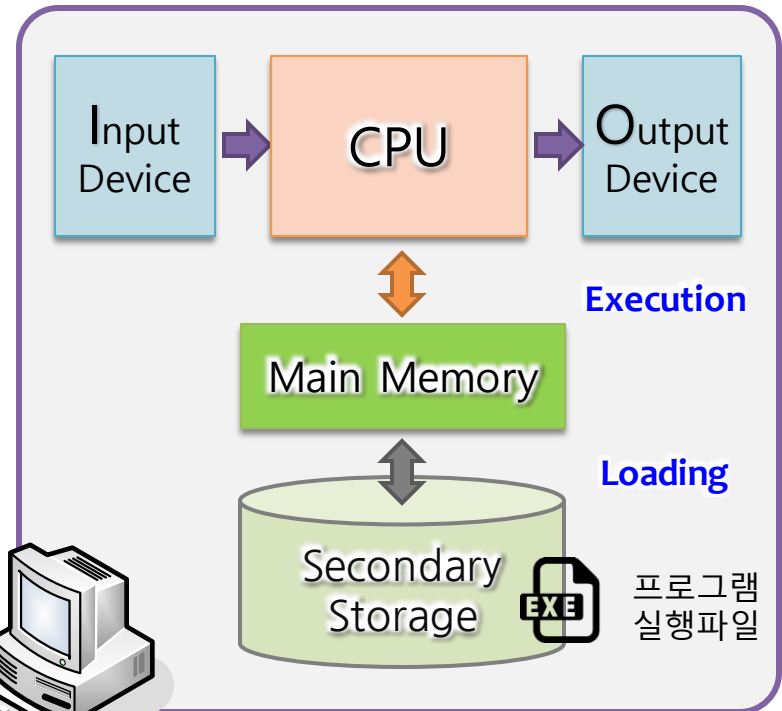 Input
Device
CPU
Output
Device
Execution
Main Memory
Loading
Secondary
Storage
EXE
프로그램
실행파일